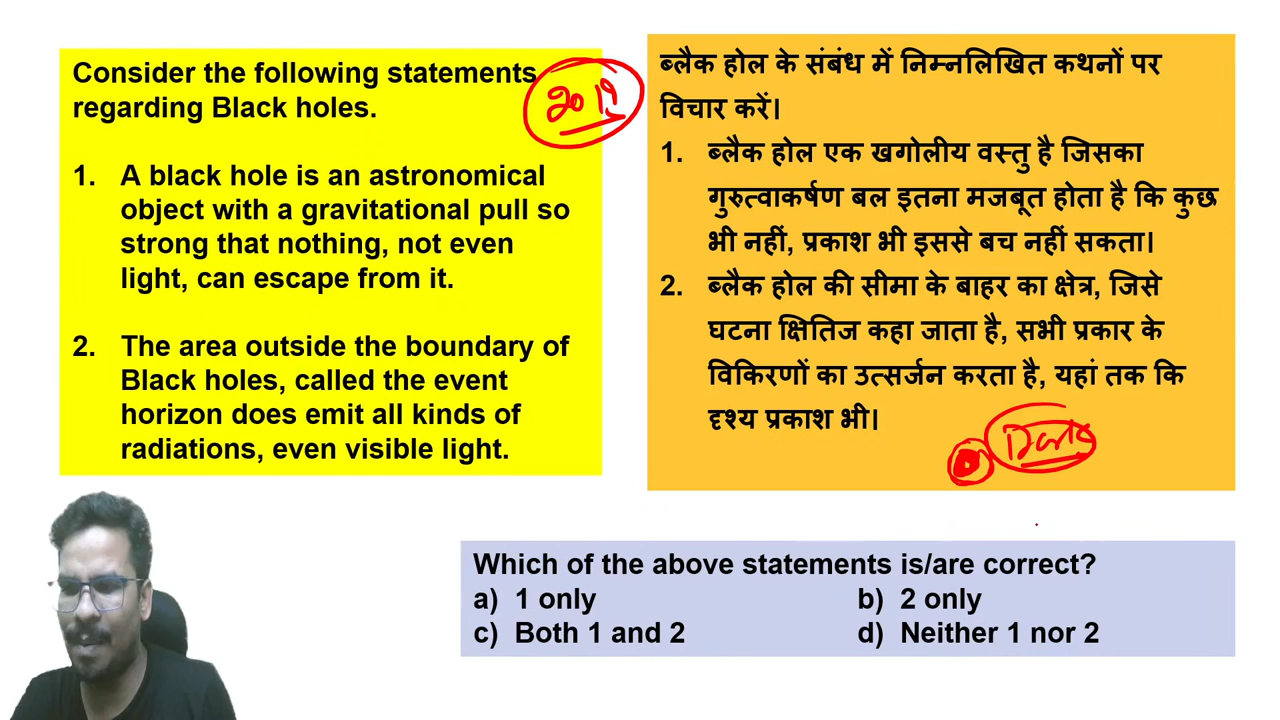 Consider the following statements
regarding Black holes.
2019
1. A black hole is an astronomical
object with a gravitational pull so
strong that nothing, not even
light, can escape from it.
2. The area outside the boundary of
Black holes, called the event
horizon does emit all kinds of
radiations, even visible light.
ब्लैक होल के संबंध में निम्नलिखित कथनों पर
विचार करें।
1. ब्लैक होल एक खगोलीय वस्तु है जिसका
गुरुत्वाकर्षण बल इतना मजबूत होता है कि कुछ
भी नहीं, प्रकाश भी इससे बच नहीं सकता।
2. ब्लैक होल की सीमा के बाहर का क्षेत्र, जिसे
घटना क्षितिज कहा जाता है, सभी प्रकार के
विकिरणों का उत्सर्जन करता है, यहां तक कि
दृश्य प्रकाश भी।
Dark
Which of the above statements is/are correct?
a) 1 only b) 2 only
c) Both 1 and 2 d) Neither 1 nor 2